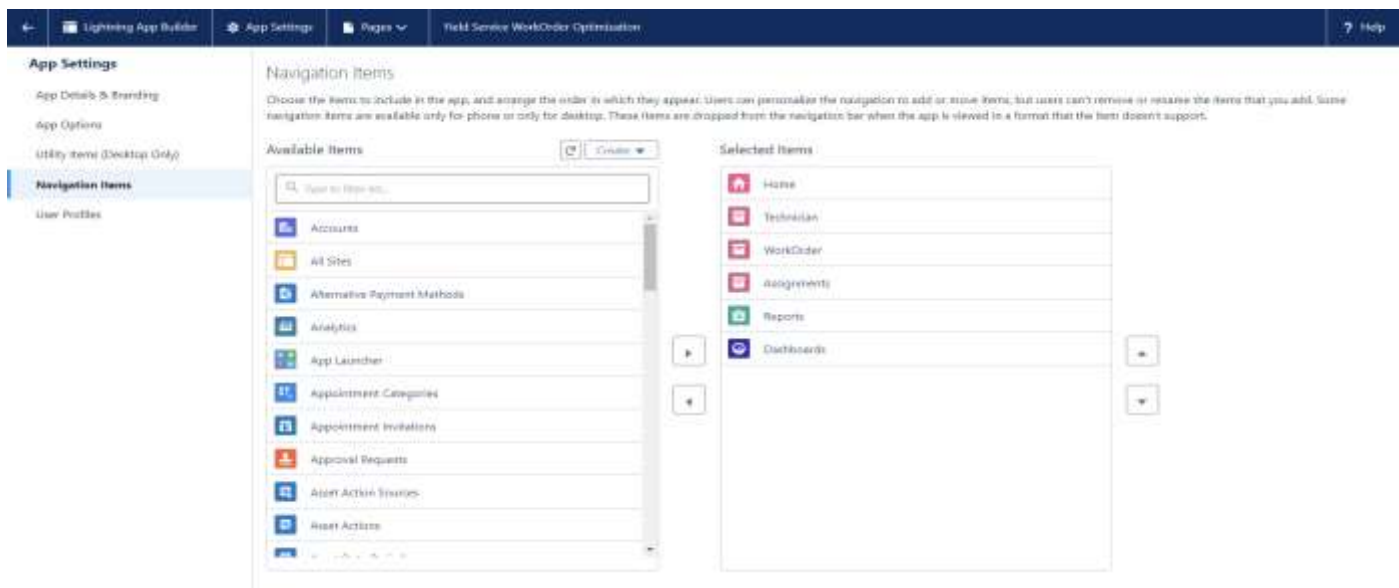 Lightning App Builder
App Settings
Pages
Field Service WorkOrder Optimisation
? Help
App Settings
App Details & Branding
App Options
Utility Items (Desktop Only)
Navigation Items
User Profiles
Navigation Items
Choose the items to include in the app, and arrange the order in which they appear. Users can personalize the navigation to add or move items, but users can't remove or rename the items that you add. Some
navigation items are available only for phone or only for desktop. These items are dropped from the navigation bar when the app is viewed in a format that the item doesn't support.
Available Items
Create
Type to filter list...
Accounts
All Sites
Alternative Payment Methods
Analytics
App Launcher
Appointment Categories
Appointment Invitations
Approval Requests
Asset Action Sources
Asset Actions
Selected Items
Home
Technician
WorkOrder
Assignments
Reports
Dashboards